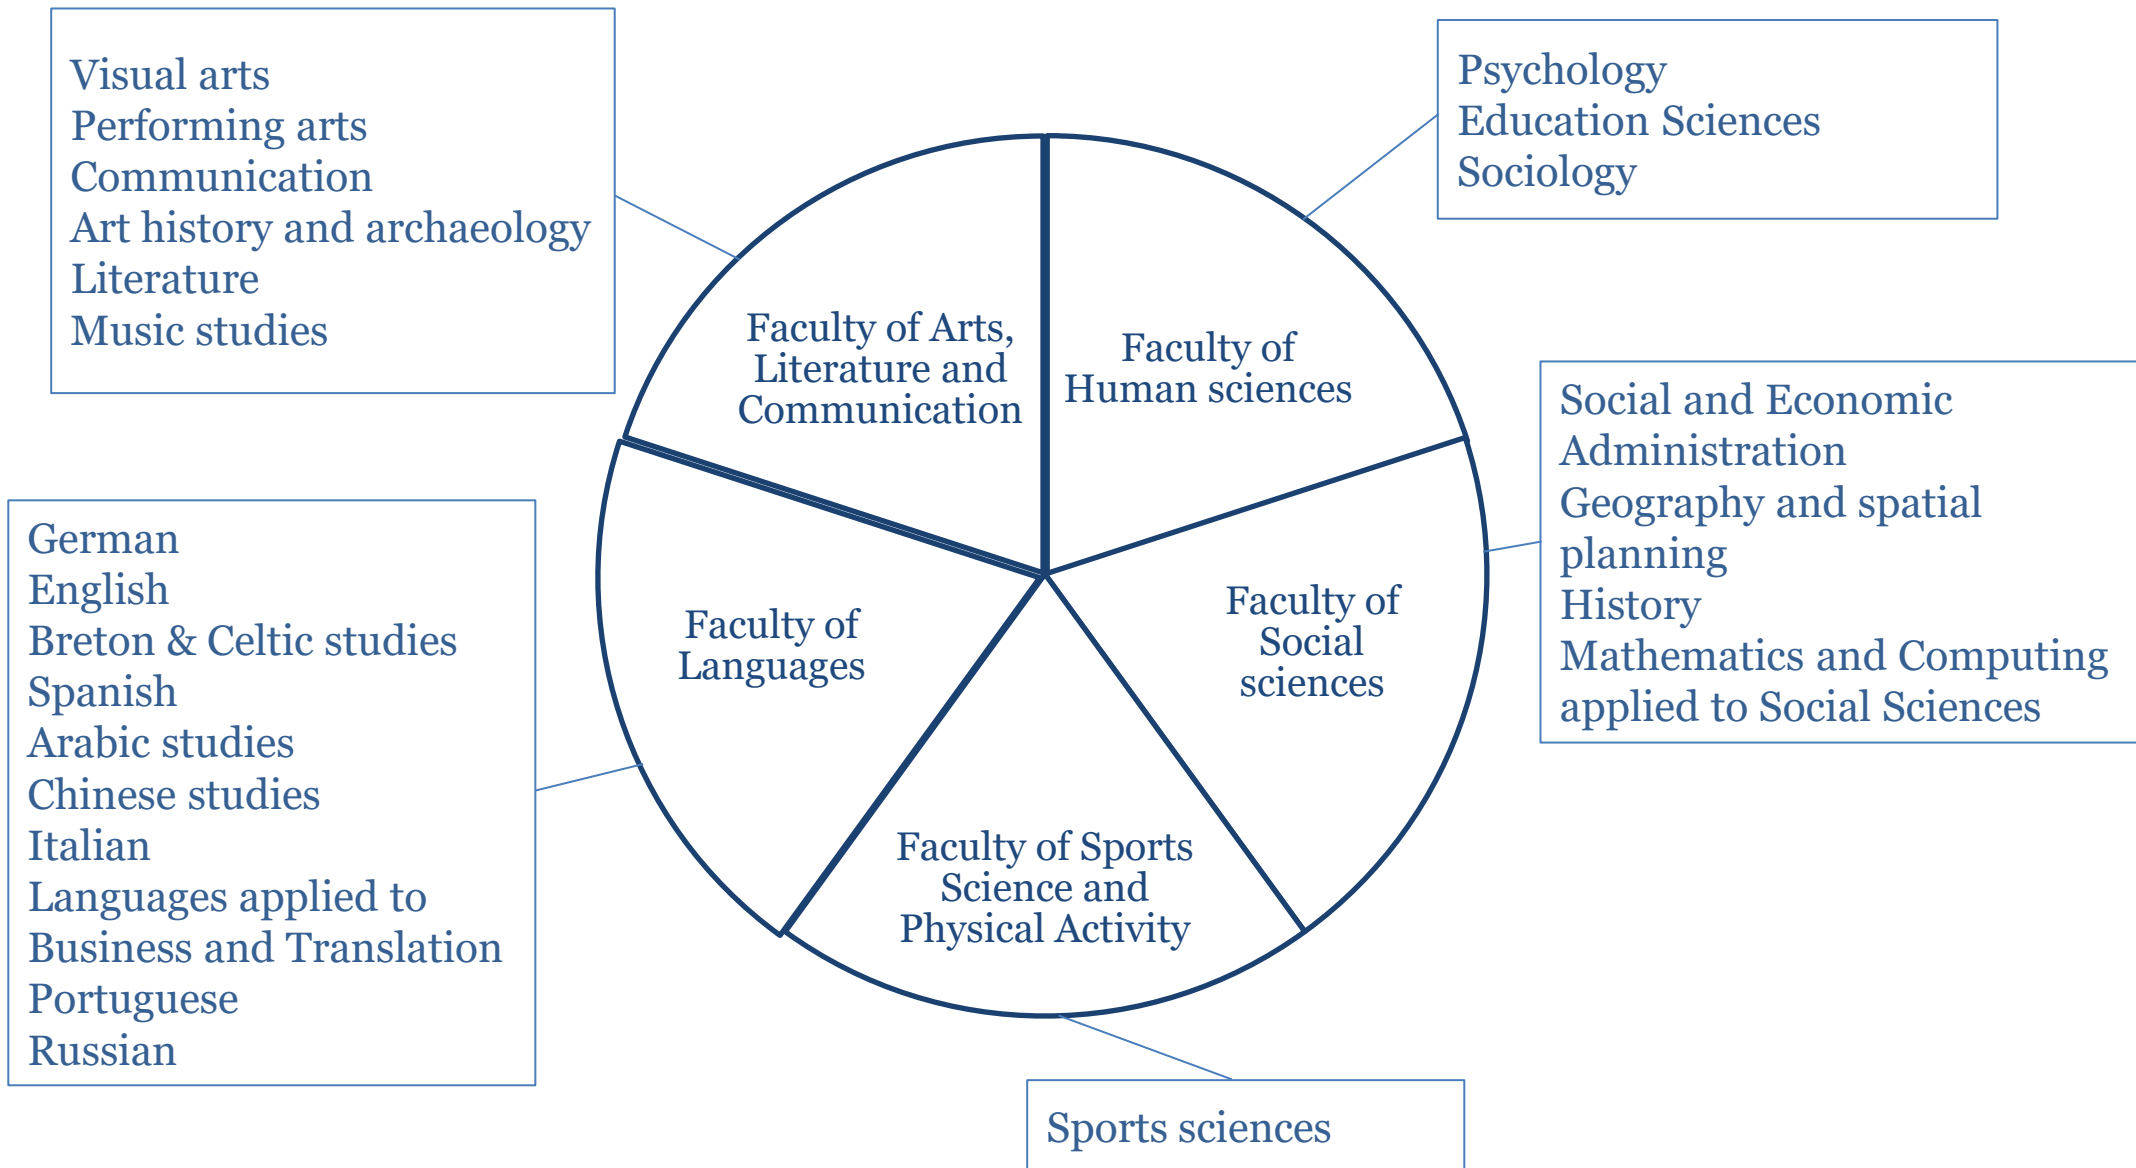 Visual arts
Performing arts
Communication
Art history and archaeology
Literature
Music studies
Psychology
Education Sciences
Sociology
Faculty of Arts,
Literature and
Communication
Faculty of
Human sciences
Social and Economic
Administration
Geography and spatial
planning
History
Mathematics and Computing
applied to Social Sciences
German
English
Breton & Celtic studies
Spanish
Arabic studies
Chinese studies
Italian
Languages applied to
Business and Translation
Portuguese
Russian
Faculty of
Languages
Faculty of
Social
sciences
Faculty of Sports
Science and
Physical Activity
Sports sciences